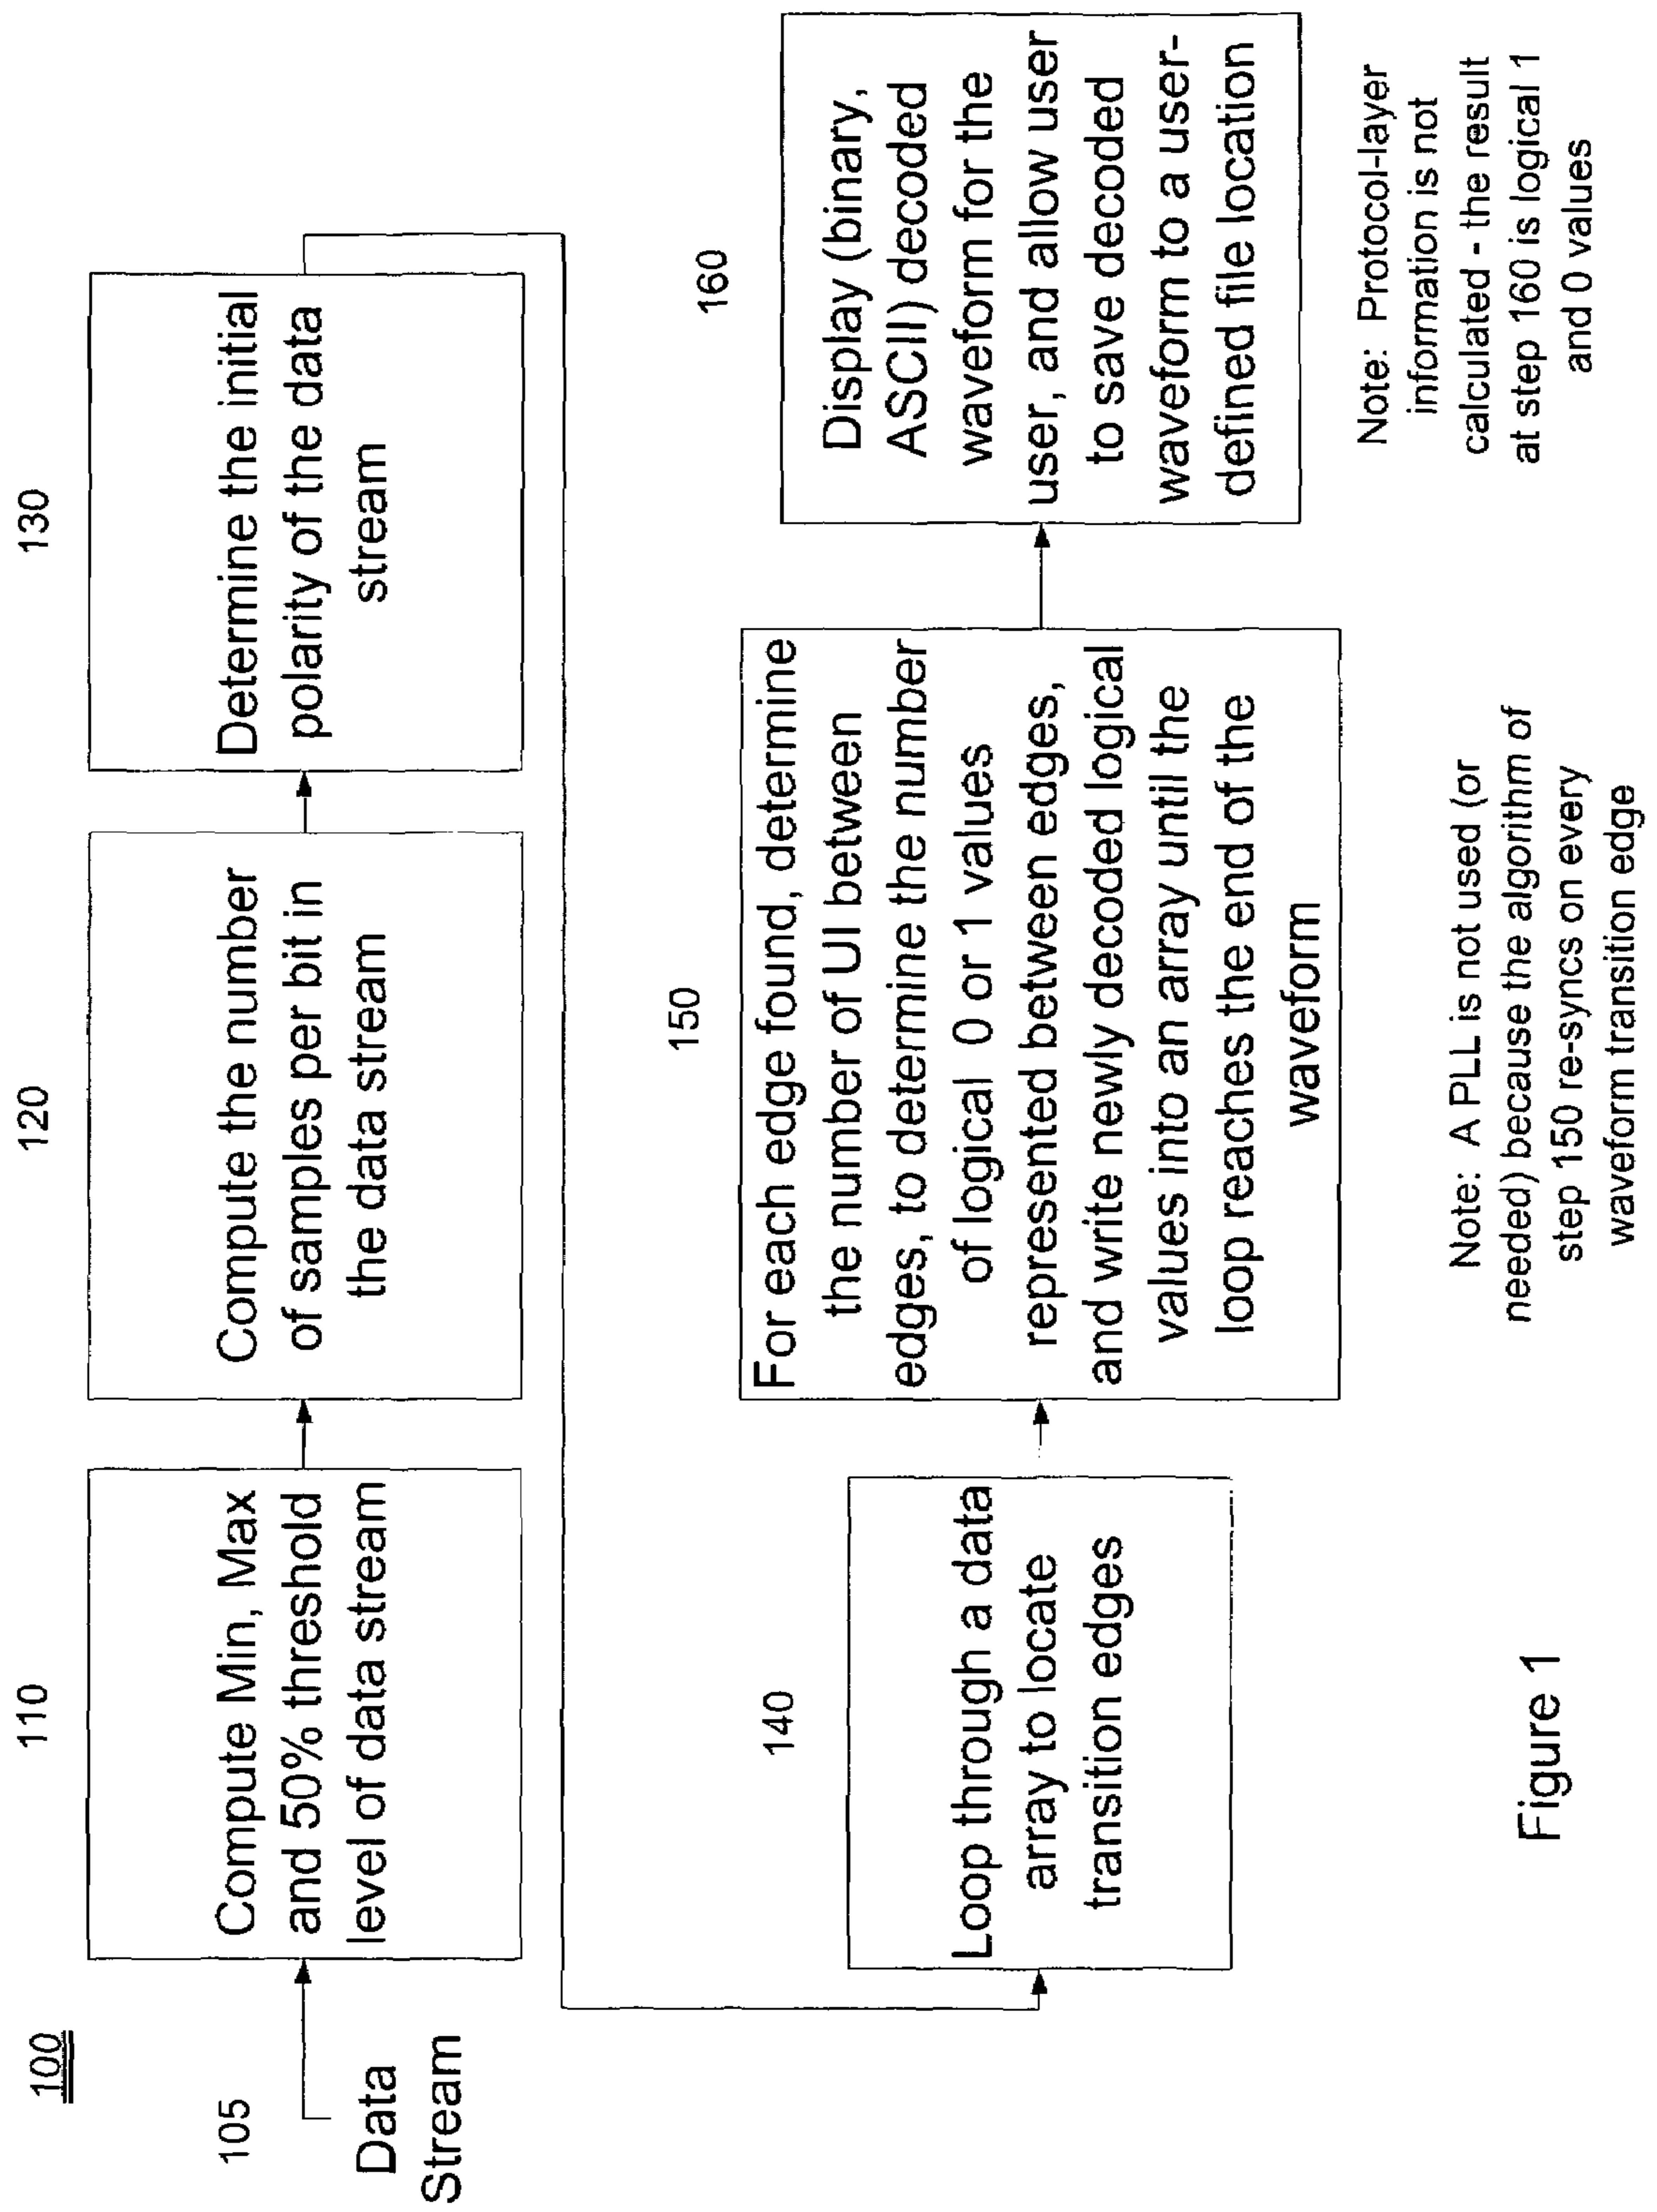 100
105
Data
Stream
110
Compute Min, Max
and 50% threshold
level of data stream
120
Compute the number
of samples per bit in
the data stream
130
Determine the initial
polarity of the data
stream
140
Loop through a data
array to locate
transition edges
150
For each edge found, determine
the number of UI between
edges, to determine the number
of logical 0 or 1 values
represented between edges,
and write newly decoded logical
values into an array until the
loop reaches the end of the
waveform
Note: A PLL is not used (or
needed) because the algorithm of
step 150 re-syncs on every
waveform transition edge
160
Display (binary,
ASCII) decoded
waveform for the
user, and allow user
to save decoded
waveform to a user-
defined file location
Note: Protocol-layer
information is not
calculated - the result
at step 160 is logical 1
and 0 values
Figure 1